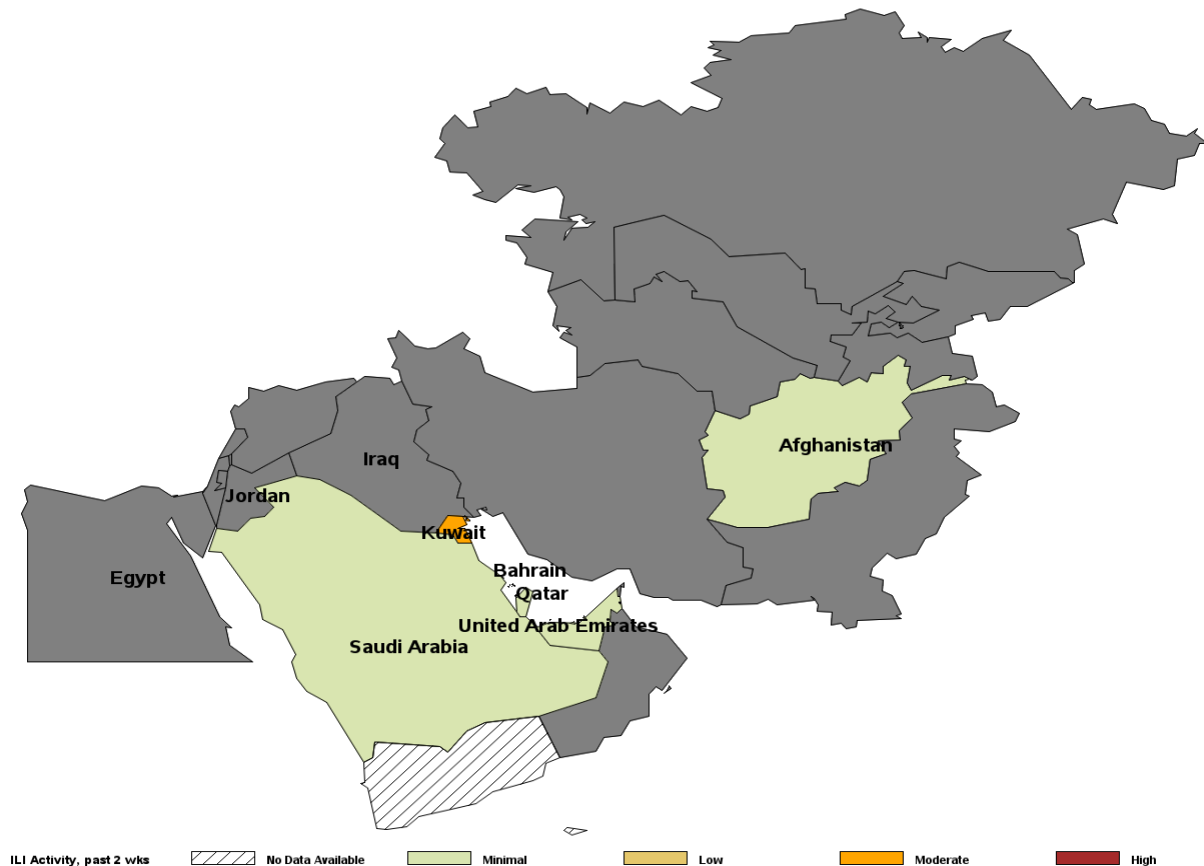 Afghanistan
Iraq
Jordan
Kuwait
Bahrain
Egypt
Qatar
United Arab Emirates
Saudi Arabia
ILI Activity, past 2 wks No Data Available Minimal Low Moderate High